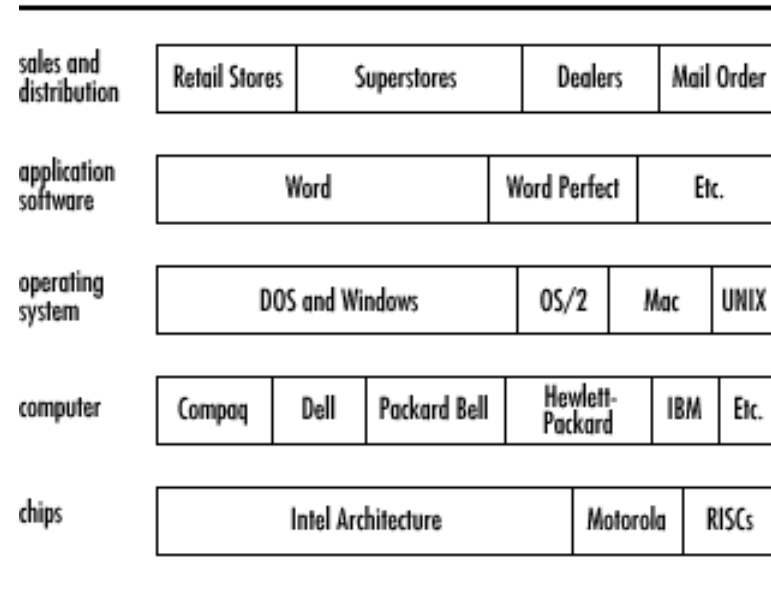 sales and
distribution
Retail Stores
Superstores
Dealers
Mail Order
application
software
Word
Word Perfect
Etc.
operating
system
DOS and Windows
OS/2
Mac
UNIX
computer
Compaq
Dell
Packard Bell
Hewlett-
Packard
IBM
Etc.
chips
Intel Architecture
Motorola
RISCs